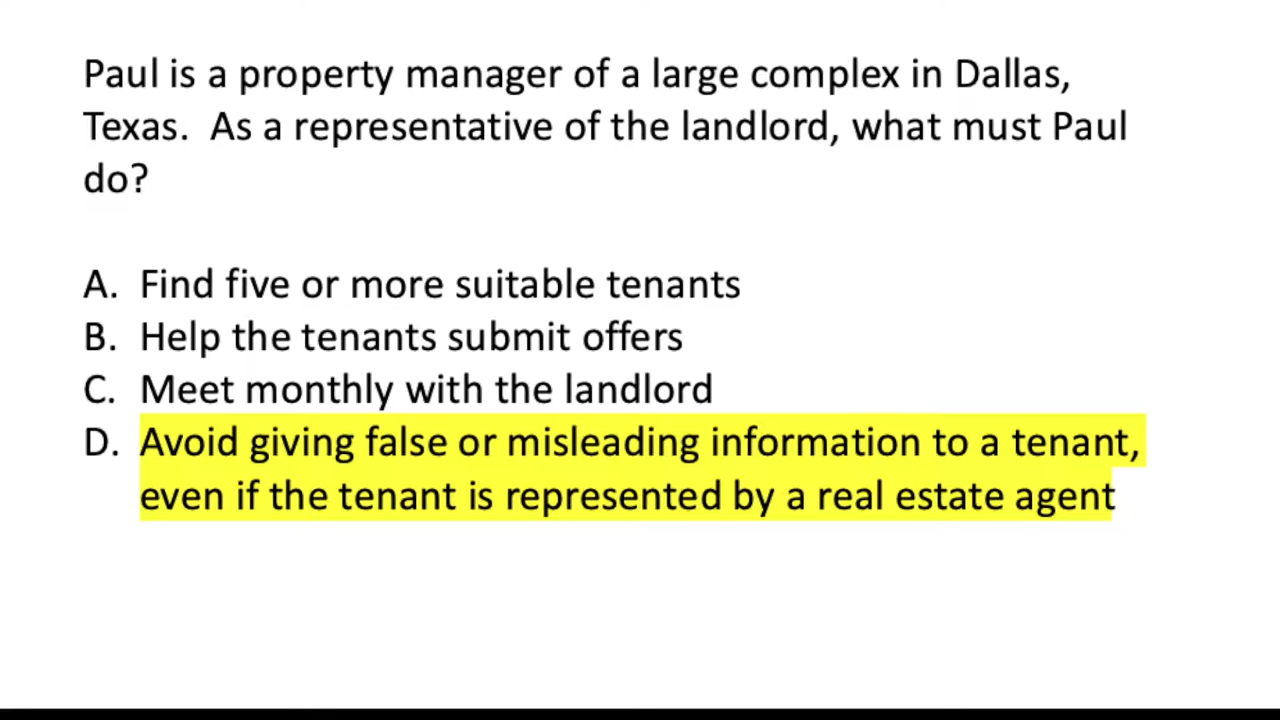 Paul is a property manager of a large complex in Dallas,
Texas.  As a representative of the landlord, what must Paul
do?
A. Find five or more suitable tenants
B. Help the tenants submit offers
C. Meet monthly with the landlord
D. Avoid giving false or misleading information to a tenant,
even if the tenant is represented by a real estate agent